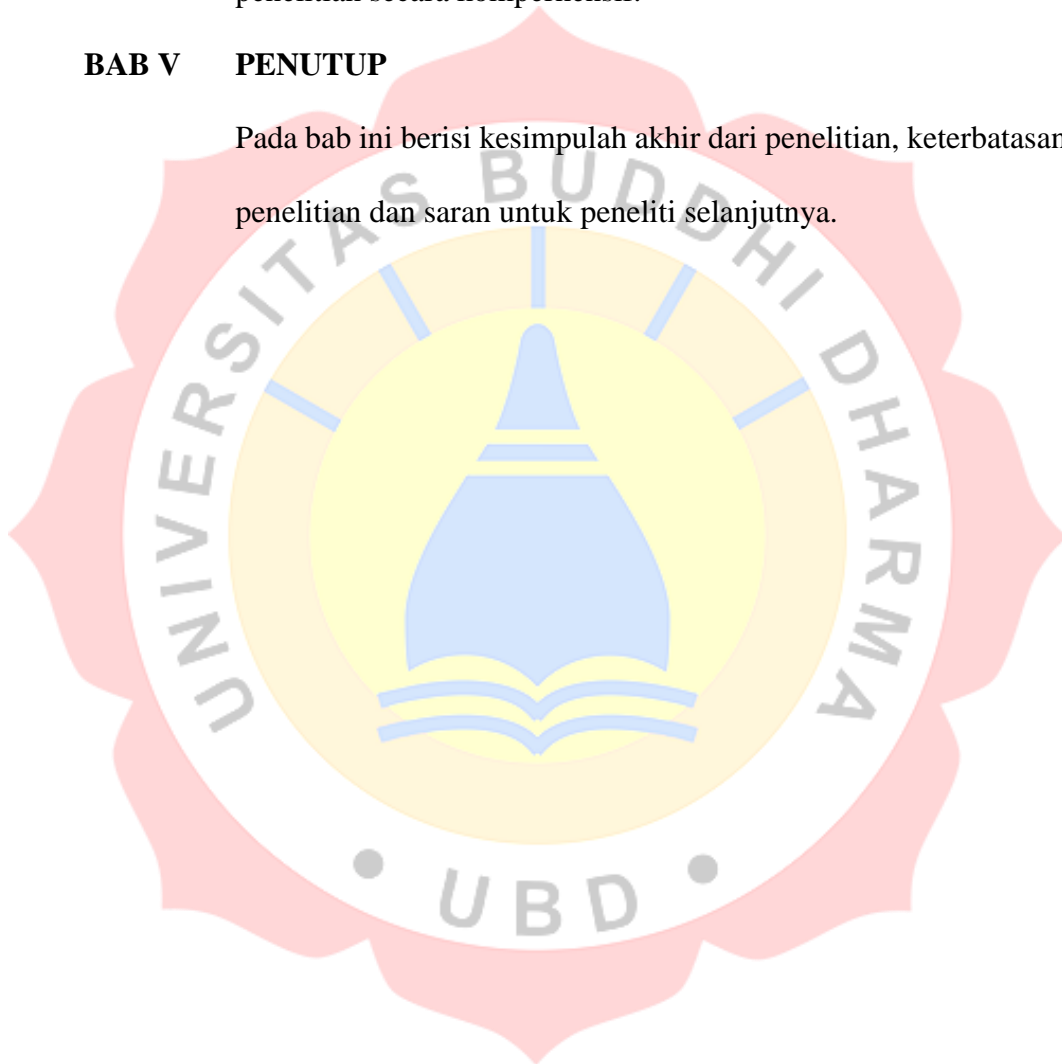 penelitian secara komperhensif.
BAB V PENUTUP
Pada bab ini berisi kesimpulah akhir dari penelitian, keterbatasan
penelitian dan saran untuk peneliti selanjutnya.
UNIVERSITAS BUDDHI DHARMA
• UBD •